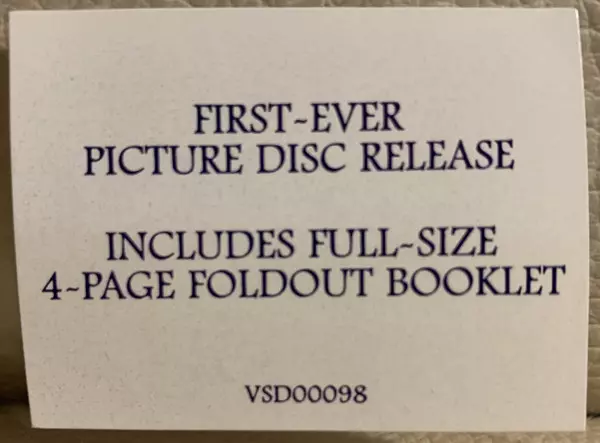 FIRST-EVER
PICTURE DISC RELEASE
INCLUDES FULL-SIZE
4-PAGE FOLDOUT BOOKLET
VSD00098